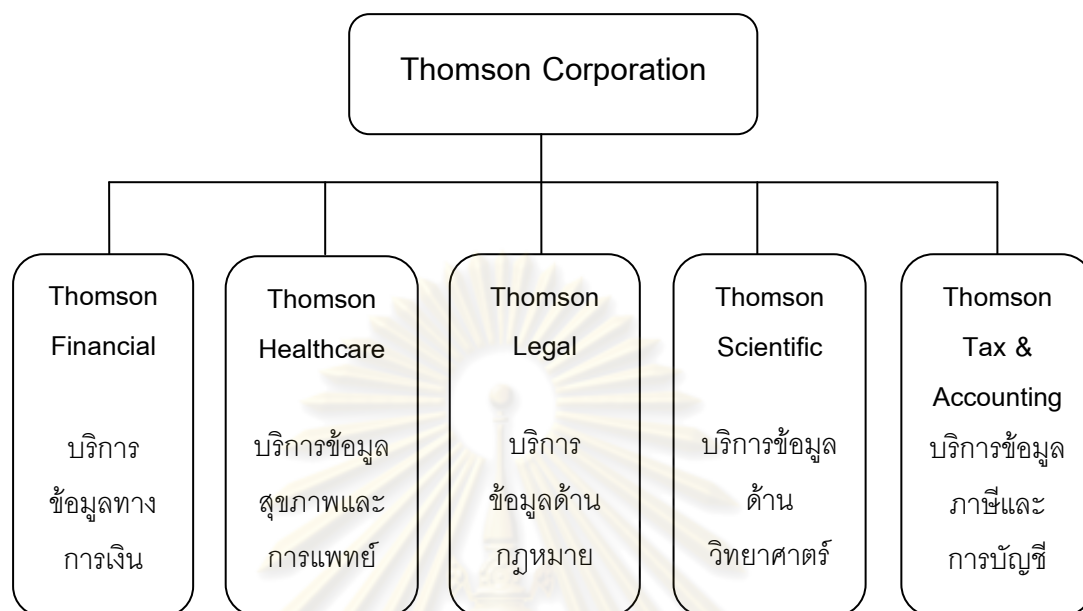 Thomson Corporation
Thomson
Financial
บริการ
ข้อมูลทาง
การเงิน
Thomson
Healthcare
บริการข้อมูล
สุขภาพและ
การแพทย์
Thomson
Legal
บริการ
ข้อมูลด้าน
กฎหมาย
Thomson
Scientific
บริการข้อมูล
ด้าน
วิทยาศาตร์
Thomson
Tax &
Accounting
บริการข้อมูล
ภาษีและ
การบัญชี